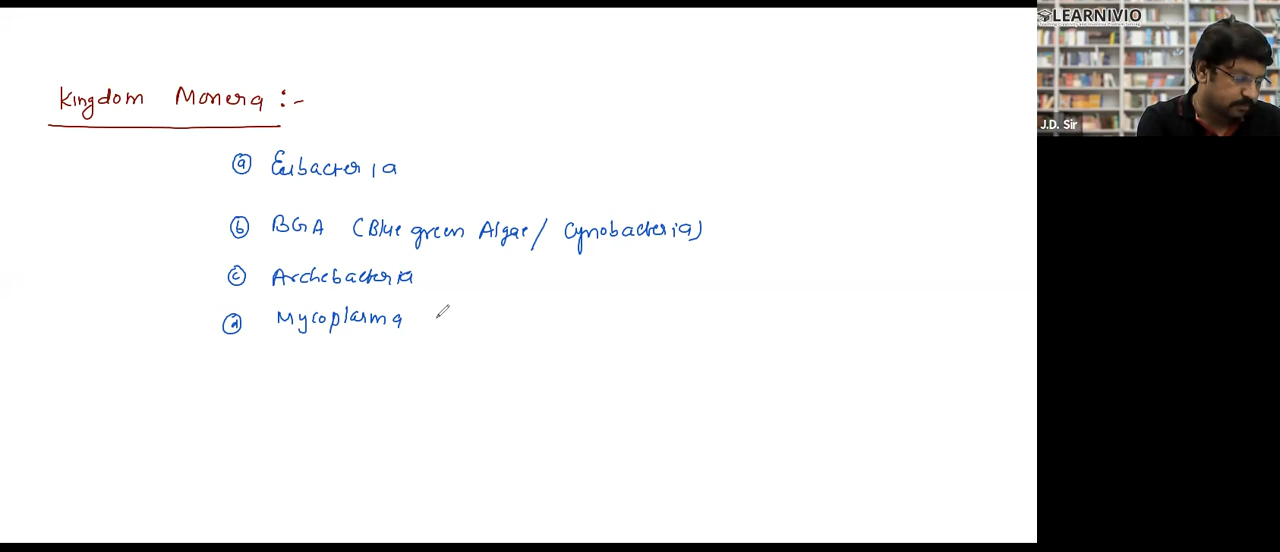 Kingdom Monera :-
(a) Eubacteria
(b) BGA (Blue green Algae / Cynobacteria)
(c) Archebacteria
(d) Mycoplasma
LEARNIVIO
J.D. Sir